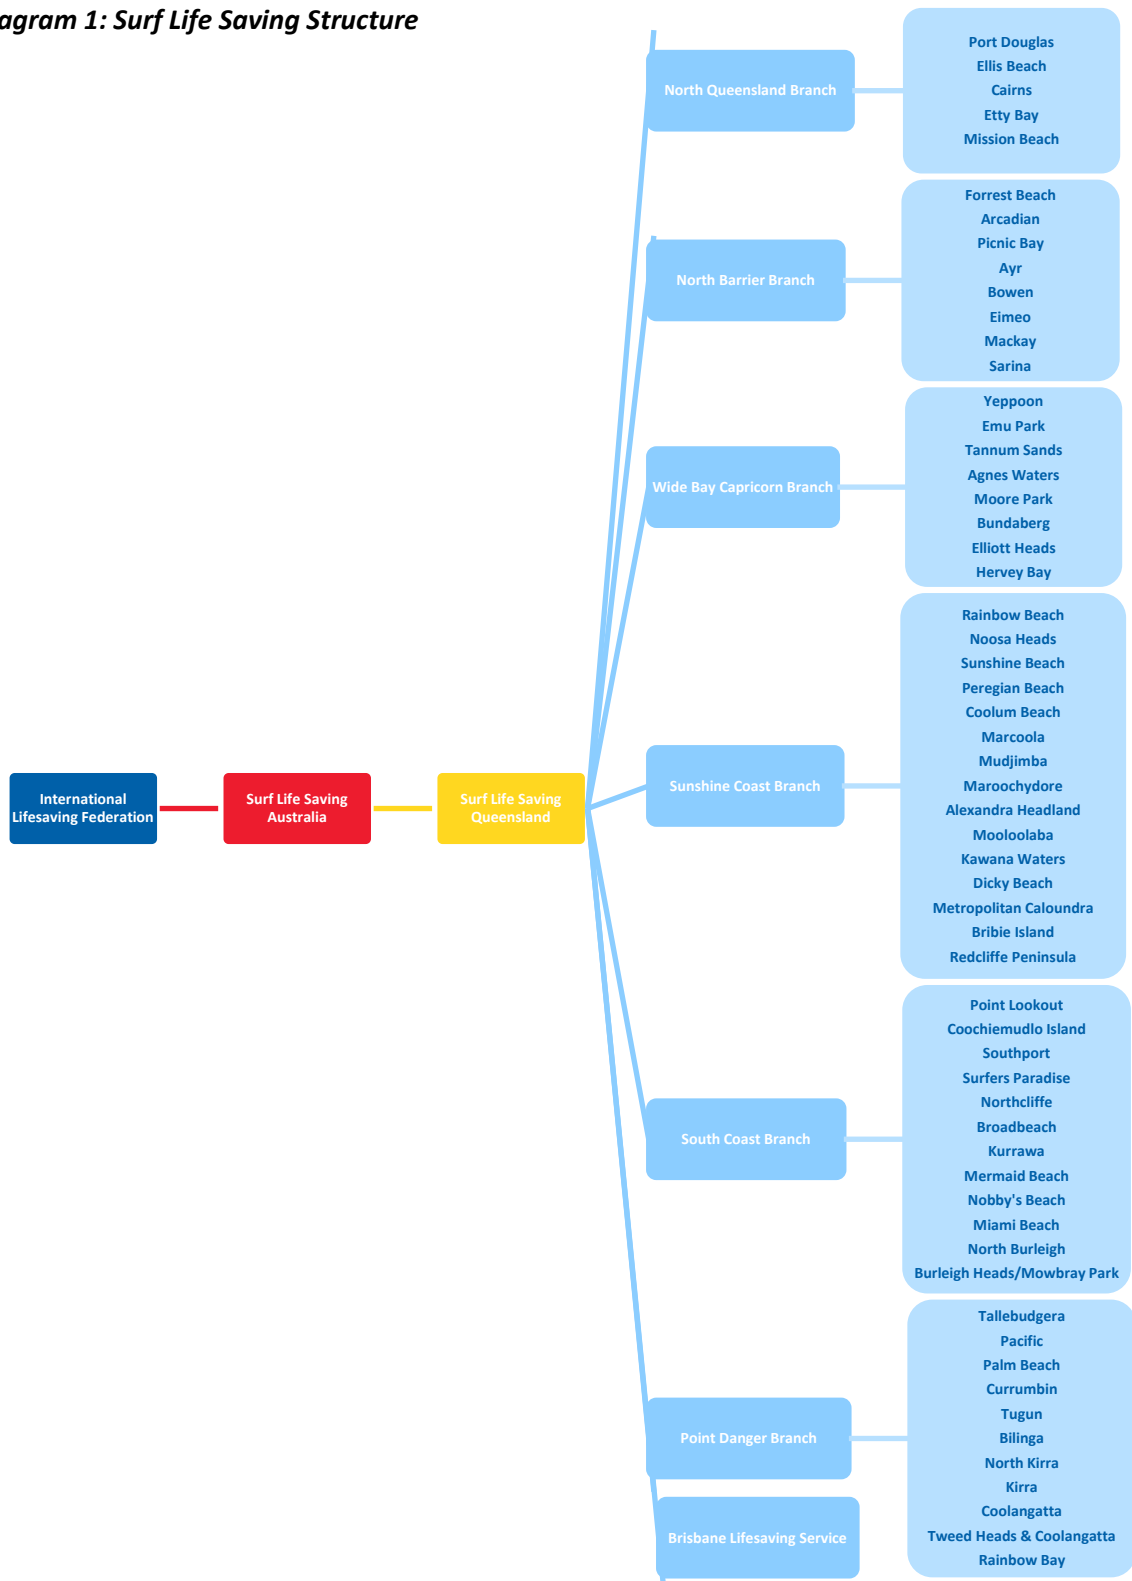 agram 1: Surf Life Saving Structure
International
Lifesaving Federation
Surf Life Saving
Australia
Surf Life Saving
Queensland
North Queensland Branch
Port Douglas
Ellis Beach
Cairns
Etty Bay
Mission Beach
North Barrier Branch
Forrest Beach
Arcadian
Picnic Bay
Ayr
Bowen
Eimeo
Mackay
Sarina
Wide Bay Capricorn Branch
Yeppoon
Emu Park
Tannum Sands
Agnes Waters
Moore Park
Bundaberg
Elliott Heads
Hervey Bay
Sunshine Coast Branch
Rainbow Beach
Noosa Heads
Sunshine Beach
Peregian Beach
Coolum Beach
Marcoola
Mudjimba
Maroochydore
Alexandra Headland
Mooloolaba
Kawana Waters
Dicky Beach
Metropolitan Caloundra
Bribie Island
Redcliffe Peninsula
South Coast Branch
Point Lookout
Coochiemudlo Island
Southport
Surfers Paradise
Northcliffe
Broadbeach
Kurrawa
Mermaid Beach
Nobby's Beach
Miami Beach
North Burleigh
Burleigh Heads/Mowbray Park
Point Danger Branch
Tallebudgera
Pacific
Palm Beach
Currumbin
Tugun
Bilinga
North Kirra
Kirra
Coolangatta
Tweed Heads & Coolangatta
Rainbow Bay
Brisbane Lifesaving Service